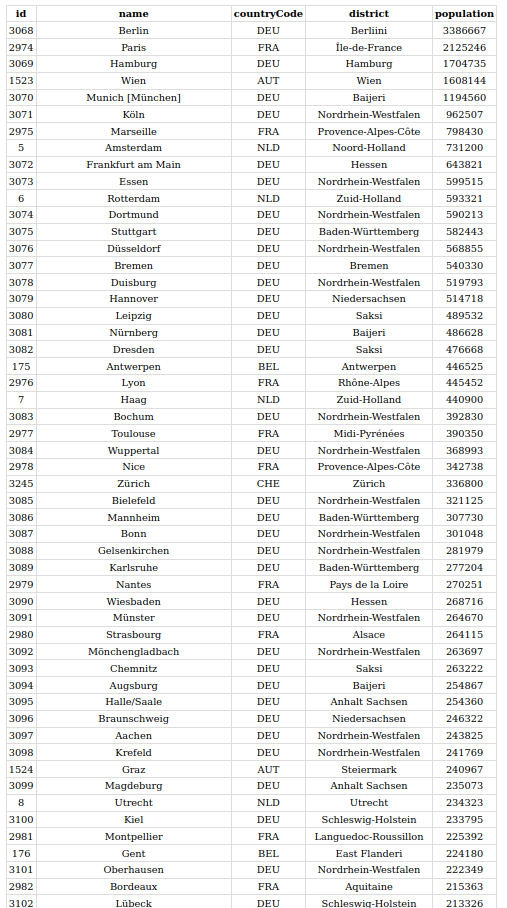 id name countryCode district population
3068 Berlin DEU Berliini 3386667
2974 Paris FRA Île-de-France 2125246
3069 Hamburg DEU Hamburg 1704735
1523 Wien AUT Wien 1608144
3070 Munich [München] DEU Baijeri 1194560
3071 Köln DEU Nordrhein-Westfalen 962507
2975 Marseille FRA Provence-Alpes-Côte 798430
5 Amsterdam NLD Noord-Holland 731200
3072 Frankfurt am Main DEU Hessen 643821
3073 Essen DEU Nordrhein-Westfalen 599515
6 Rotterdam NLD Zuid-Holland 593321
3074 Dortmund DEU Nordrhein-Westfalen 590213
3075 Stuttgart DEU Baden-Württemberg 582443
3076 Düsseldorf DEU Nordrhein-Westfalen 568855
3077 Bremen DEU Bremen 540330
3078 Duisburg DEU Nordrhein-Westfalen 519793
3079 Hannover DEU Niedersachsen 514718
3080 Leipzig DEU Saksi 489532
3081 Nürnberg DEU Baijeri 486628
3082 Dresden DEU Saksi 476668
175 Antwerpen BEL Antwerpen 446525
2976 Lyon FRA Rhône-Alpes 445452
7 Haag NLD Zuid-Holland 440900
3083 Bochum DEU Nordrhein-Westfalen 392830
2977 Toulouse FRA Midi-Pyrénées 390350
3084 Wuppertal DEU Nordrhein-Westfalen 368993
2978 Nice FRA Provence-Alpes-Côte 342738
3245 Zürich CHE Zürich 336800
3085 Bielefeld DEU Nordrhein-Westfalen 321125
3086 Mannheim DEU Baden-Württemberg 307730
3087 Bonn DEU Nordrhein-Westfalen 301048
3088 Gelsenkirchen DEU Nordrhein-Westfalen 281979
3089 Karlsruhe DEU Baden-Württemberg 277204
2979 Nantes FRA Pays de la Loire 270251
3090 Wiesbaden DEU Hessen 268716
3091 Münster DEU Nordrhein-Westfalen 264670
2980 Strasbourg FRA Alsace 264115
3092 Mönchengladbach DEU Nordrhein-Westfalen 263697
3093 Chemnitz DEU Saksi 263222
3094 Augsburg DEU Baijeri 254867
3095 Halle/Saale DEU Anhalt Sachsen 254360
3096 Braunschweig DEU Niedersachsen 246322
3097 Aachen DEU Nordrhein-Westfalen 243825
3098 Krefeld DEU Nordrhein-Westfalen 241769
1524 Graz AUT Steiermark 240967
3099 Magdeburg DEU Anhalt Sachsen 235073
8 Utrecht NLD Utrecht 234323
3100 Kiel DEU Schleswig-Holstein 233795
2981 Montpellier FRA Languedoc-Roussillon 225392
176 Gent BEL East Flanderi 224180
3101 Oberhausen DEU Nordrhein-Westfalen 222349
2982 Bordeaux FRA Aquitaine 215363
3102 Lübeck DEU Schleswig-Holstein 213326